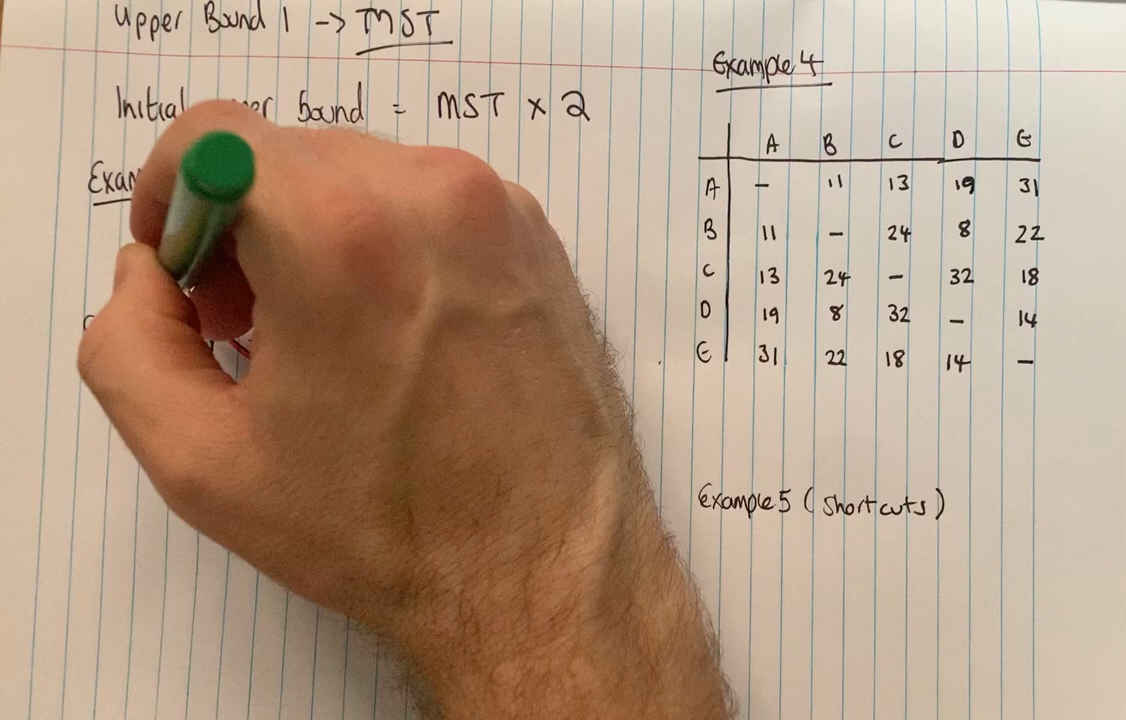 Upper Bound 1 -> MST
Initial bound = MST × 2
Example 4
A B C D E
A - 11 13 19 31
B 11 - 24 8 22
C 13 24 - 32 18
D 19 8 32 - 14
E 31 22 18 14 -
Example 5 (Shortcuts)